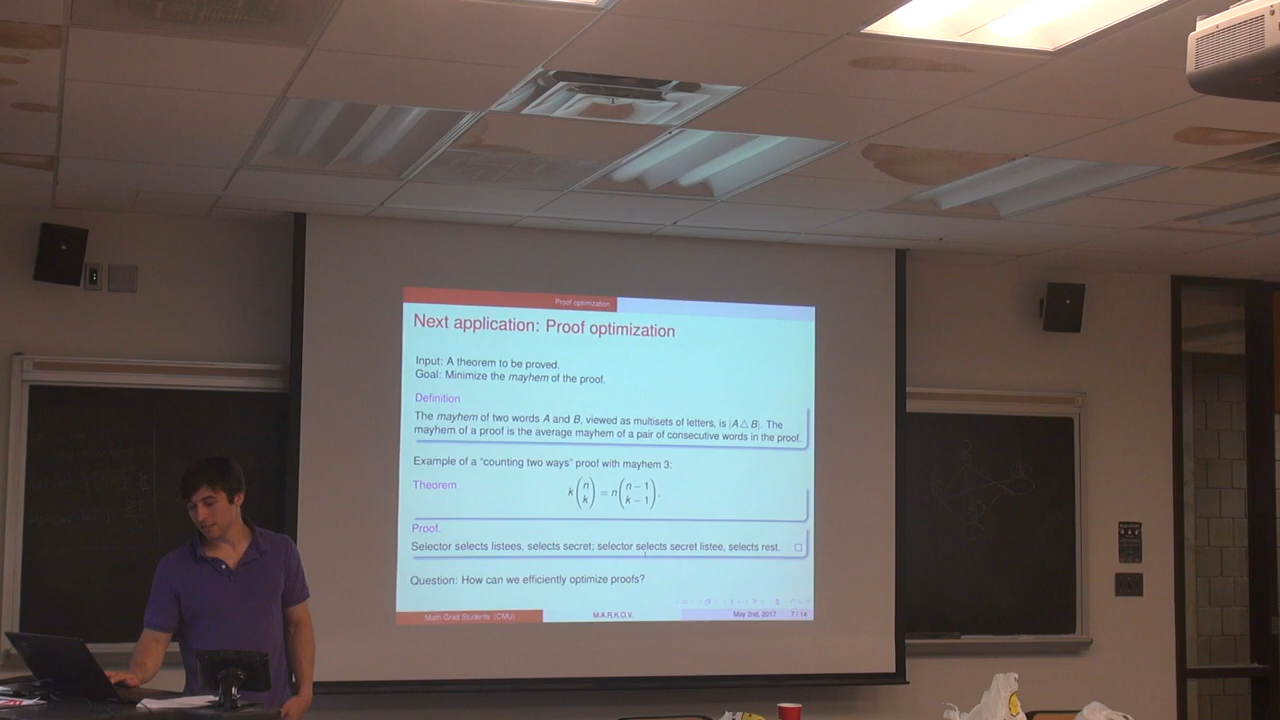 Proof optimization
Next application: Proof optimization
Input: A theorem to be proved.
Goal: Minimize the mayhem of the proof.
Definition
The mayhem of two words A and B, viewed as multisets of letters, is |A △ B|. The
mayhem of a proof is the average mayhem of a pair of consecutive words in the proof.
Example of a "counting two ways" proof with mayhem 3:
Theorem
k(n k) = n(n − 1 k − 1).
Proof.
Selector selects listees, selects secret; selector selects secret listee, selects rest. □
Question: How can we efficiently optimize proofs?
Math Grad Students (CMU) M.A.R.K.O.V. May 2nd, 2017 7 / 14